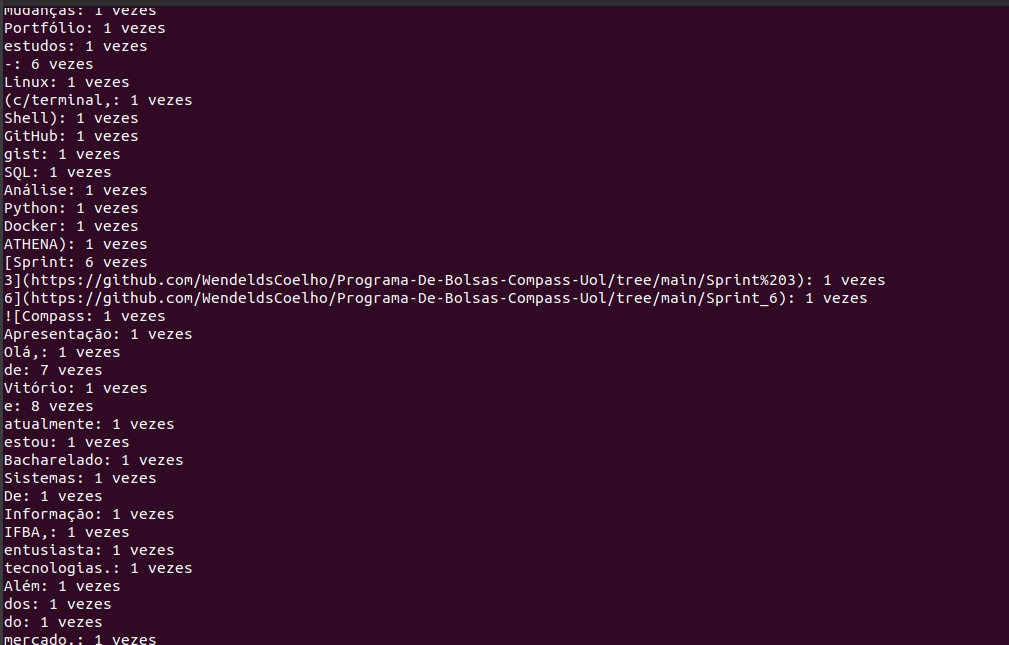 mudanças: 1 vezes
Portfólio: 1 vezes
estudos: 1 vezes
-: 6 vezes
Linux: 1 vezes
(c/terminal,: 1 vezes
Shell): 1 vezes
GitHub: 1 vezes
gist: 1 vezes
SQL: 1 vezes
Análise: 1 vezes
Python: 1 vezes
Docker: 1 vezes
ATHENA): 1 vezes
[Sprint: 6 vezes
3](https://github.com/WendeldsCoelho/Programa-De-Bolsas-Compass-Uol/tree/main/Sprint%203): 1 vezes
6](https://github.com/WendeldsCoelho/Programa-De-Bolsas-Compass-Uol/tree/main/Sprint_6): 1 vezes
![Compass: 1 vezes
Apresentação: 1 vezes
Olá,: 1 vezes
de: 7 vezes
Vitório: 1 vezes
e: 8 vezes
atualmente: 1 vezes
estou: 1 vezes
Bacharelado: 1 vezes
Sistemas: 1 vezes
De: 1 vezes
Informação: 1 vezes
IFBA,: 1 vezes
entusiasta: 1 vezes
tecnologias.: 1 vezes
Além: 1 vezes
dos: 1 vezes
do: 1 vezes
mercado.: 1 vezes